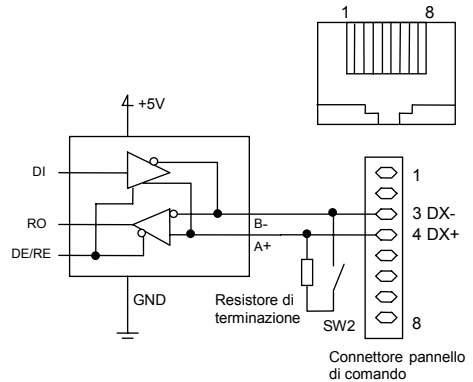 1 8
+5V
DI
RO
DE/RE
B-
A+
GND
Resistore di
terminazione
SW2
1
3 DX-
4 DX+
8
Connettore pannello
di comando